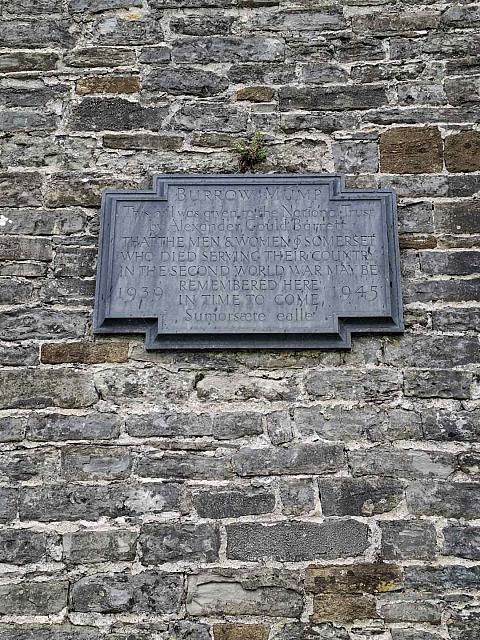 BURROW MUMP
This hill was given to the National Trust
by Alexander Gould Barrett
THAT THE MEN & WOMEN of SOMERSET
WHO DIED SERVING THEIR COUNTRY
IN THE SECOND WORLD WAR MAY BE
REMEMBERED HERE
1939 IN TIME TO COME 1945
Sumorsæte ealle